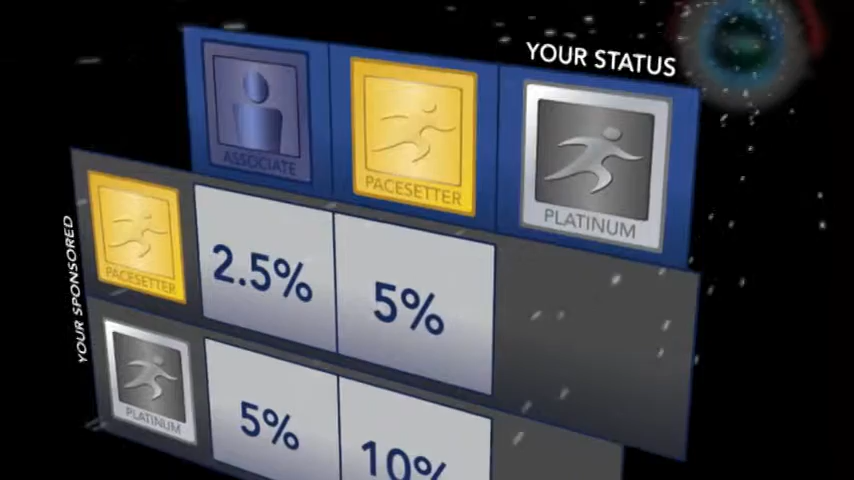 YOUR STATUS
ASSOCIATE
PACESETTER
PLATINUM
YOUR SPONSORED
PACESETTER
2.5%
5%
PLATINUM
5%
10%